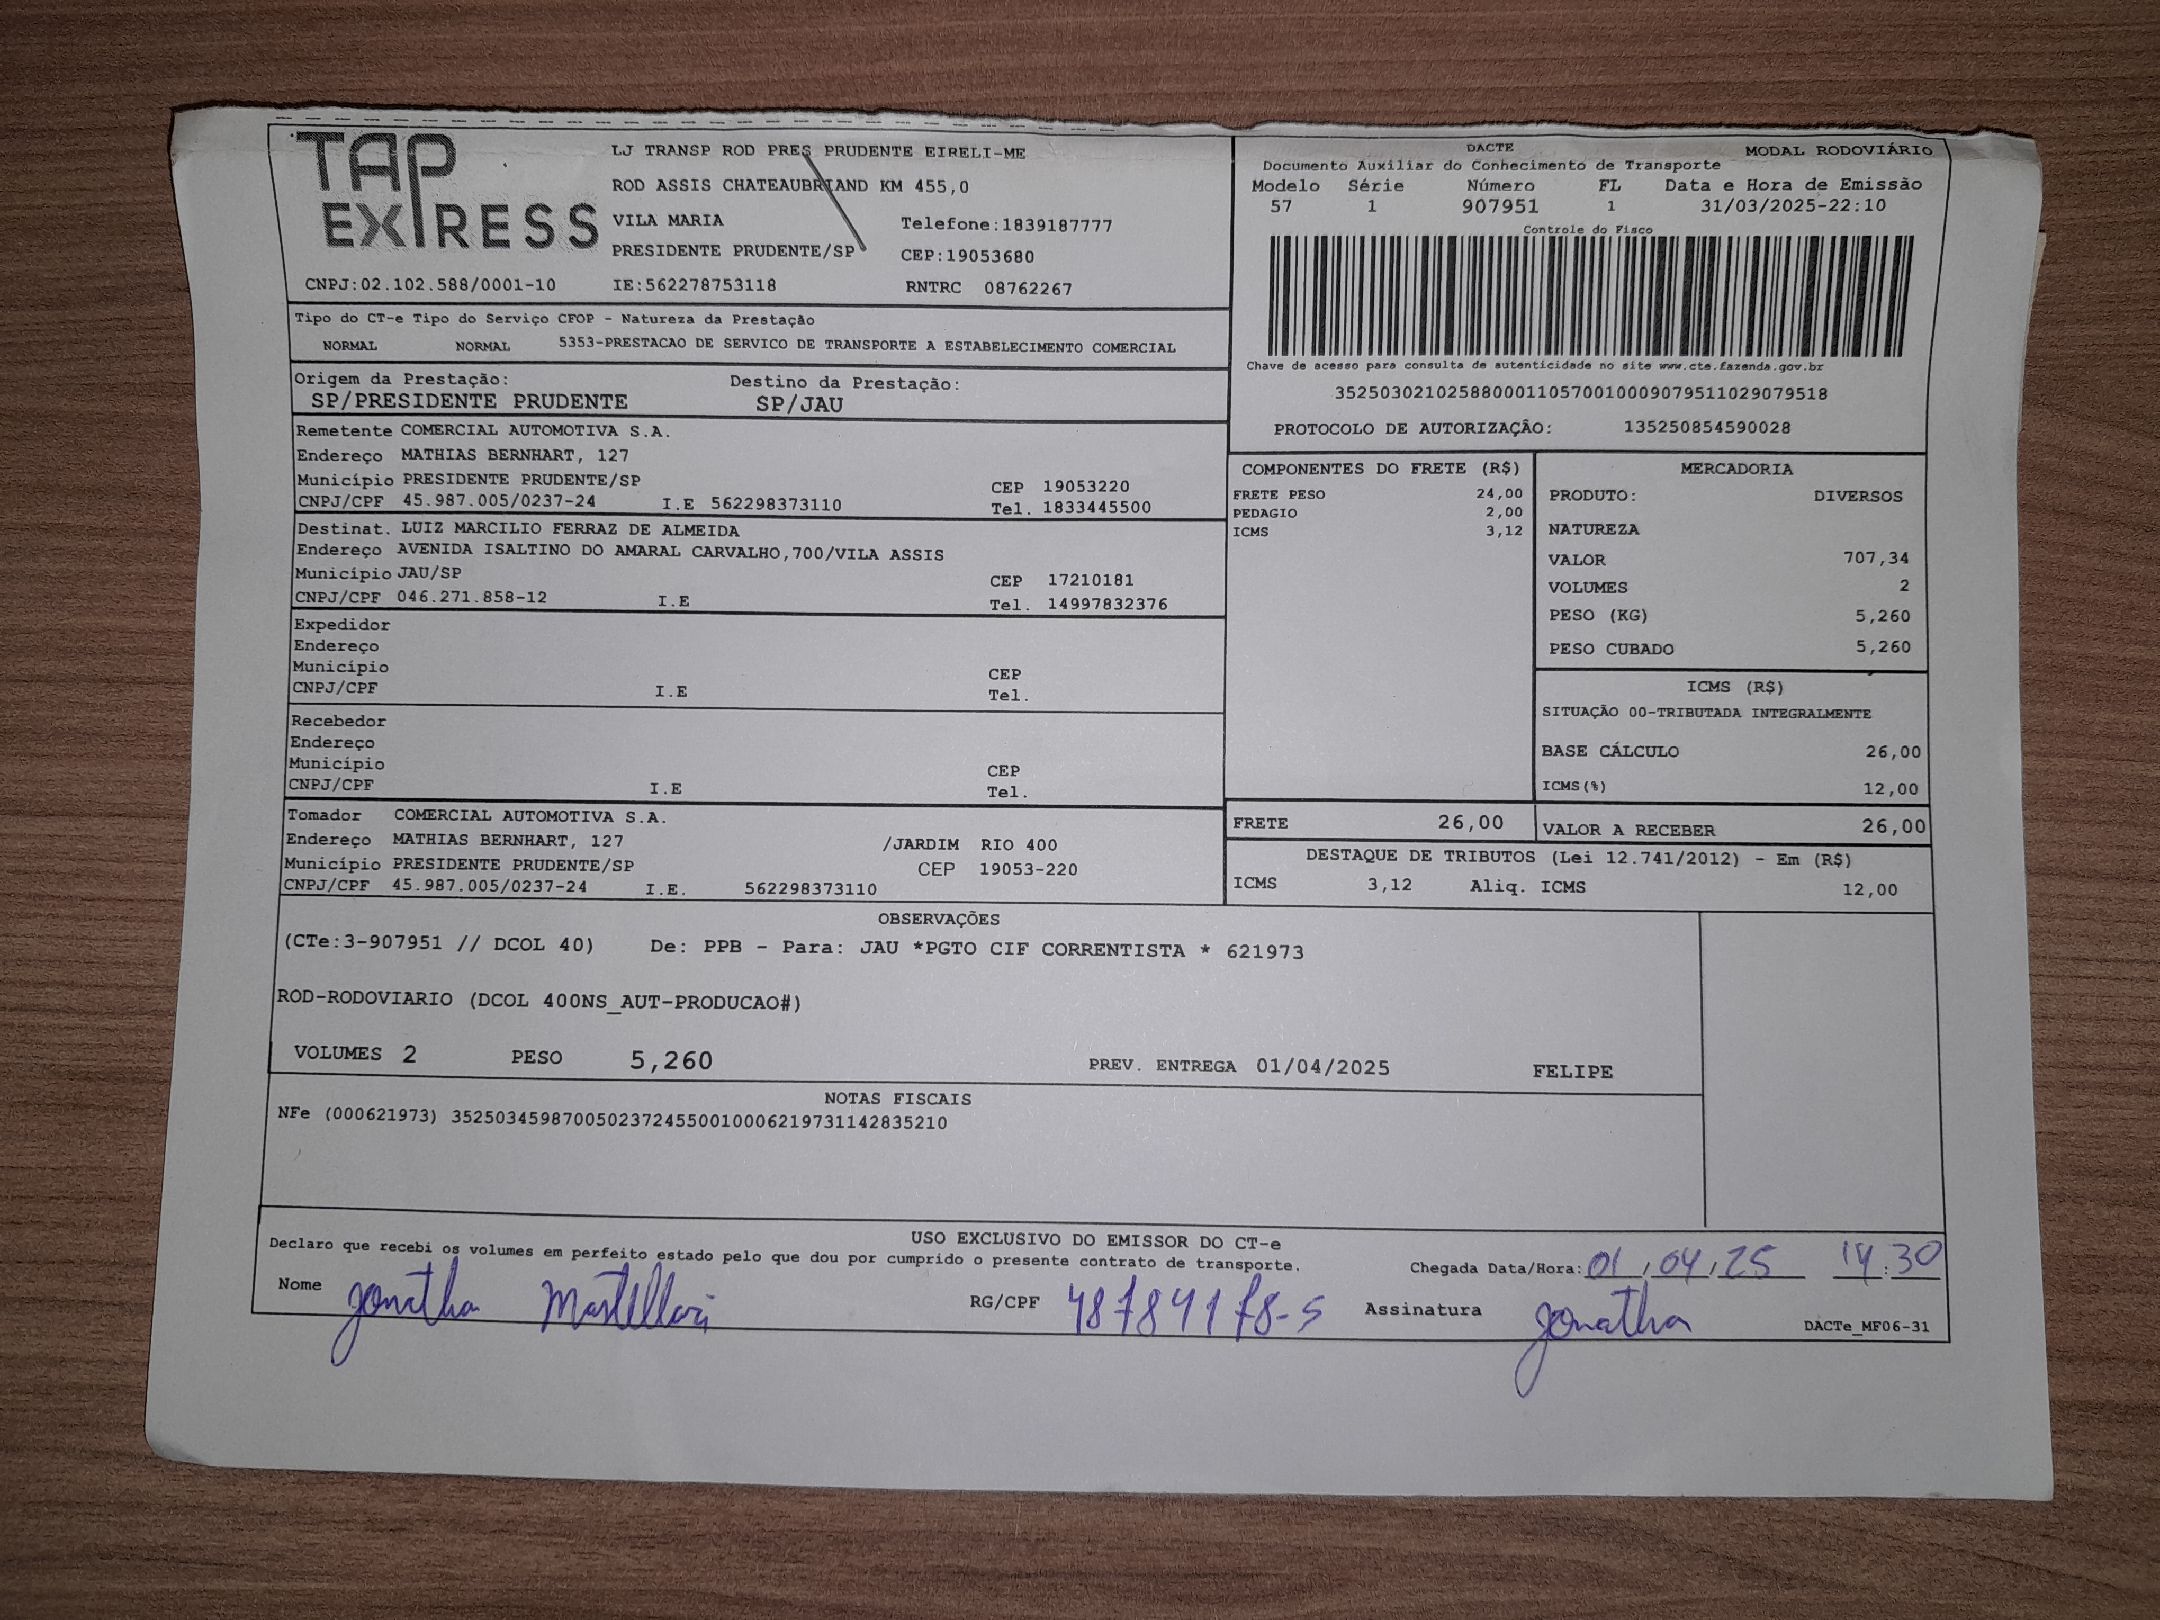 TAP EXPRESS
LJ TRANSP ROD PRES PRUDENTE EIRELI-ME
ROD ASSIS CHATEAUBRIAND KM 455,0
VILA MARIA Telefone:1839187777
PRESIDENTE PRUDENTE/SP CEP:19053680
CNPJ:02.102.588/0001-10 IE:562278753118 RNTRC 08762267
DACTE MODAL RODOVIÁRIO
Documento Auxiliar do Conhecimento de Transporte
Modelo Série Número FL Data e Hora de Emissão
57 1 907951 1 31/03/2025-22:10
Controle do Fisco
Chave de acesso para consulta de autenticidade no site www.cte.fazenda.gov.br
35250302102588000110570010009079511029079518
PROTOCOLO DE AUTORIZAÇÃO: 135250854590028
Tipo do CT-e Tipo do Serviço CFOP - Natureza da Prestação
NORMAL NORMAL 5353-PRESTACAO DE SERVICO DE TRANSPORTE A ESTABELECIMENTO COMERCIAL
Origem da Prestação: Destino da Prestação:
SP/PRESIDENTE PRUDENTE SP/JAU
Remetente COMERCIAL AUTOMOTIVA S.A.
Endereço MATHIAS BERNHART, 127
Município PRESIDENTE PRUDENTE/SP CEP 19053220
CNPJ/CPF 45.987.005/0237-24 I.E 562298373110 Tel. 1833445500
Destinat. LUIZ MARCILIO FERRAZ DE ALMEIDA
Endereço AVENIDA ISALTINO DO AMARAL CARVALHO,700/VILA ASSIS
Município JAU/SP CEP 17210181
CNPJ/CPF 046.271.858-12 I.E Tel. 14997832376
Expedidor
Endereço
Município CEP
CNPJ/CPF I.E Tel.
Recebedor
Endereço
Município CEP
CNPJ/CPF I.E Tel.
Tomador COMERCIAL AUTOMOTIVA S.A.
Endereço MATHIAS BERNHART, 127 /JARDIM RIO 400
Município PRESIDENTE PRUDENTE/SP CEP 19053-220
CNPJ/CPF 45.987.005/0237-24 I.E. 562298373110
COMPONENTES DO FRETE (R$)
FRETE PESO 24,00
PEDAGIO 2,00
ICMS 3,12
MERCADORIA
PRODUTO: DIVERSOS
NATUREZA
VALOR 707,34
VOLUMES 2
PESO (KG) 5,260
PESO CUBADO 5,260
ICMS (R$)
SITUAÇÃO 00-TRIBUTADA INTEGRALMENTE
BASE CÁLCULO 26,00
ICMS(%) 12,00
FRETE 26,00 VALOR A RECEBER 26,00
DESTAQUE DE TRIBUTOS (Lei 12.741/2012) - Em (R$)
ICMS 3,12 Aliq. ICMS 12,00
OBSERVAÇÕES
(CTe:3-907951 // DCOL 40) De: PPB - Para: JAU *PGTO CIF CORRENTISTA * 621973
ROD-RODOVIARIO (DCOL 400NS_AUT-PRODUCAO#)
VOLUMES 2 PESO 5,260 PREV. ENTREGA 01/04/2025 FELIPE
NOTAS FISCAIS
NFe (000621973) 35250345987005023724550010006219731142835210
USO EXCLUSIVO DO EMISSOR DO CT-e
Declaro que recebi os volumes em perfeito estado pelo que dou por cumprido o presente contrato de transporte.
Chegada Data/Hora: 01/04/25 14:30
Nome Jonatha Mastellari RG/CPF 48784178-5 Assinatura Jonatha
DACTe_MF06-31